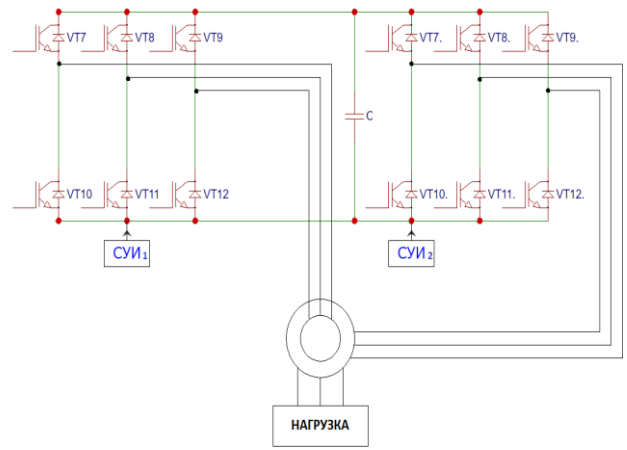 VT7 VT8 VT9 VT7. VT8. VT9.
C
VT10 VT11 VT12 VT10. VT11. VT12.
СУИ₁ СУИ₂
НАГРУЗКА